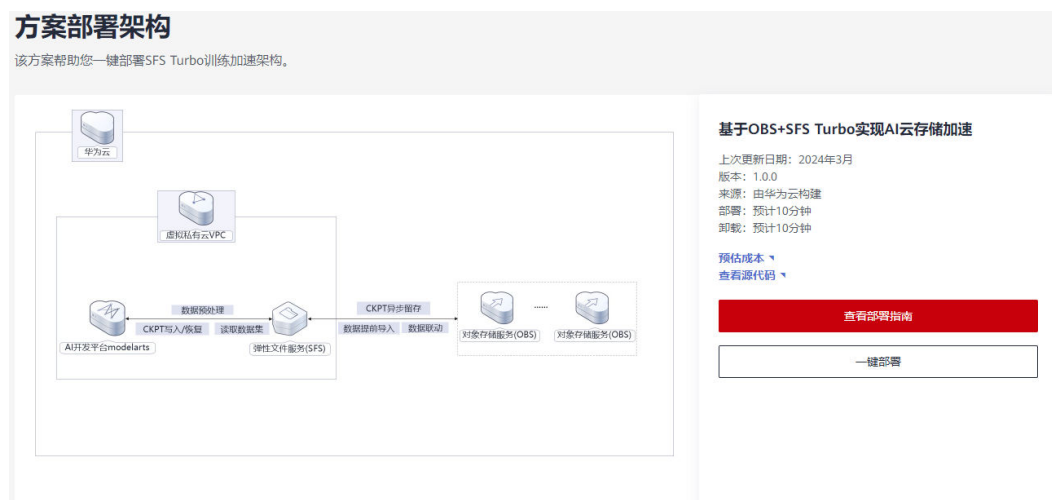 方案部署架构
该方案帮助您一键部署SFS Turbo训练加速架构。
华为云
虚拟私有云VPC
数据预处理
CKPT写入/恢复
读取数据集
AI开发平台modelarts
弹性文件服务(SFS)
CKPT异步留存
数据提前导入
数据联动
......
对象存储服务(OBS)
对象存储服务(OBS)
基于OBS+SFS Turbo实现AI云存储加速
上次更新日期：2024年3月
版本：1.0.0
来源：由华为云构建
部署：预计10分钟
卸载：预计10分钟
预估成本
查看源代码
查看部署指南
一键部署